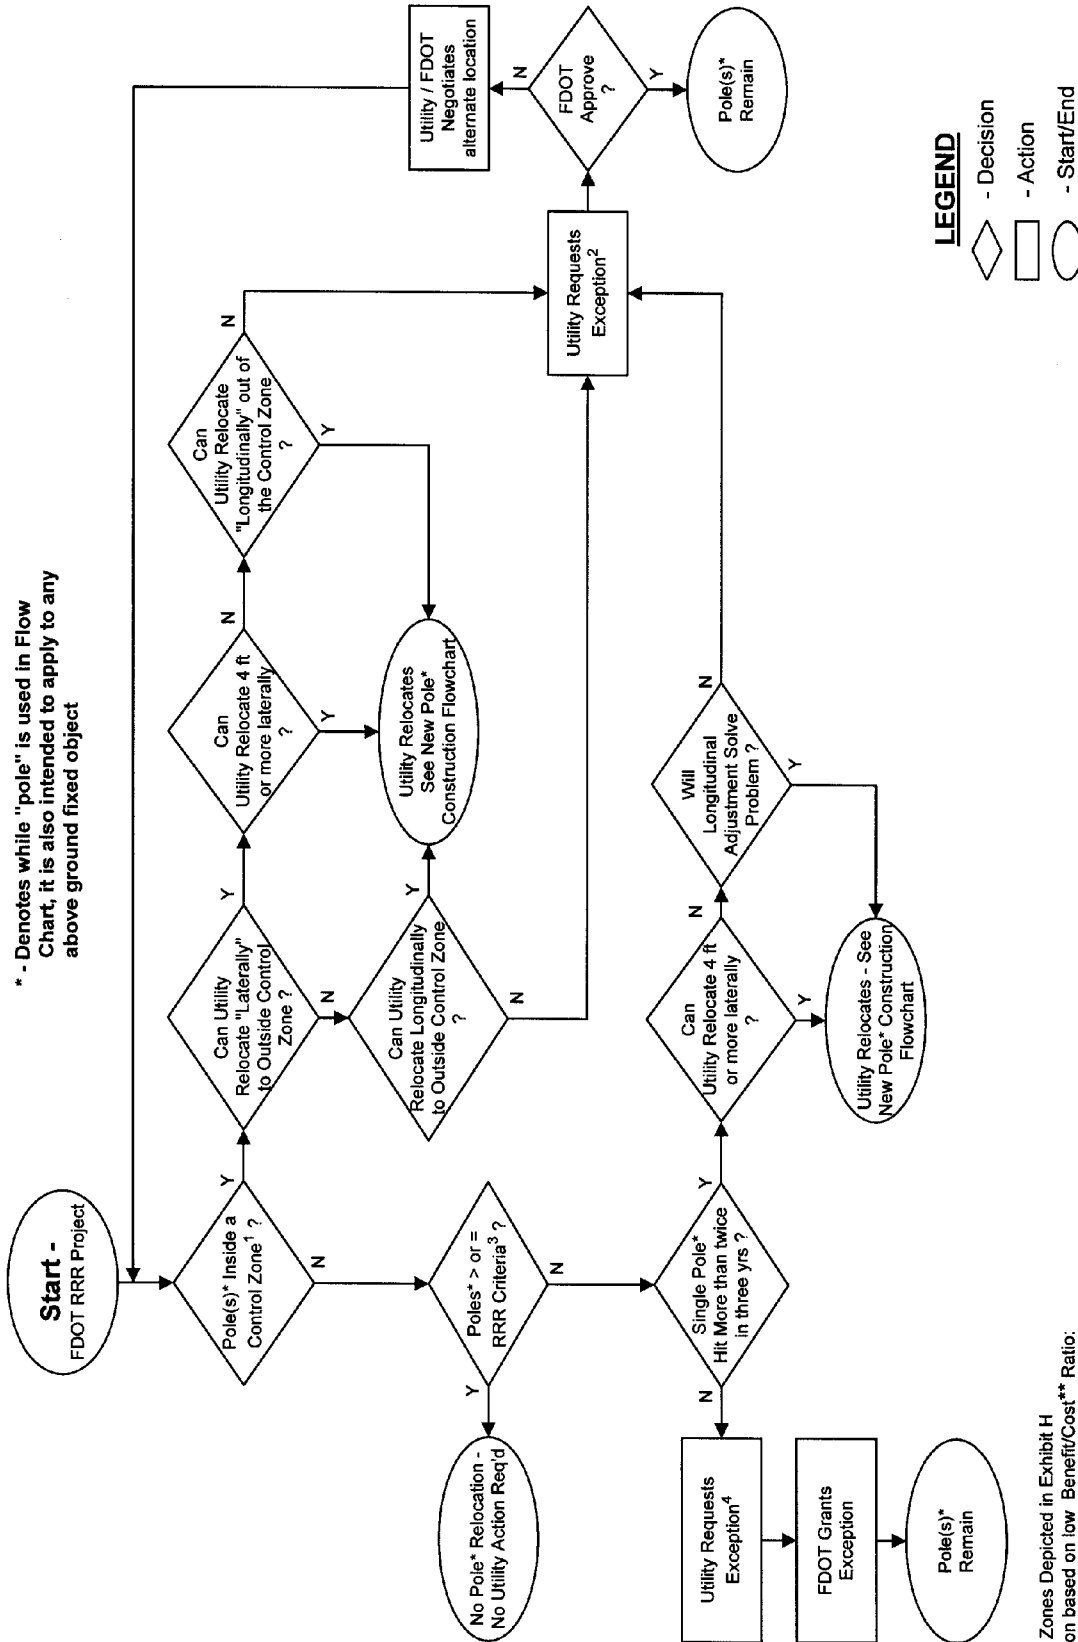 * - Denotes while "pole" is used in Flow
Chart, it is also intended to apply to any
above ground fixed object
Start -
FDOT RRR Project
Pole(s)* Inside a
Control Zone¹ ?
Y
N
Can Utility
Relocate "Laterally"
to Outside Control
Zone ?
Y
N
Can
Utility Relocate 4 ft
or more laterally
?
N
Y
Can
Utility Relocate
"Longitudinally" out of
the Control Zone
?
N
Y
Utility / FDOT
Negotiates
alternate location
N
FDOT
Approve
?
Y
Pole(s)*
Remain
Can Utility
Relocate Longitudinally
to Outside Control Zone
?
Y
N
Utility Relocates
See New Pole*
Construction Flowchart
Utility Requests
Exception²
Poles* > or =
RRR Criteria³ ?
Y
N
No Pole* Relocation -
No Utility Action Req'd
Single Pole*
Hit More than twice
in three yrs ?
N
Y
Can
Utility Relocate 4 ft
or more laterally
?
N
Y
Will
Longitudinal
Adjustment Solve
Problem ?
N
Y
Utility Relocates - See
New Pole* Construction
Flowchart
Utility Requests
Exception⁴
FDOT Grants
Exception
Pole(s)*
Remain
LEGEND
- Decision
- Action
- Start/End
Zones Depicted in Exhibit H
on based on low Benefit/Cost** Ratio: